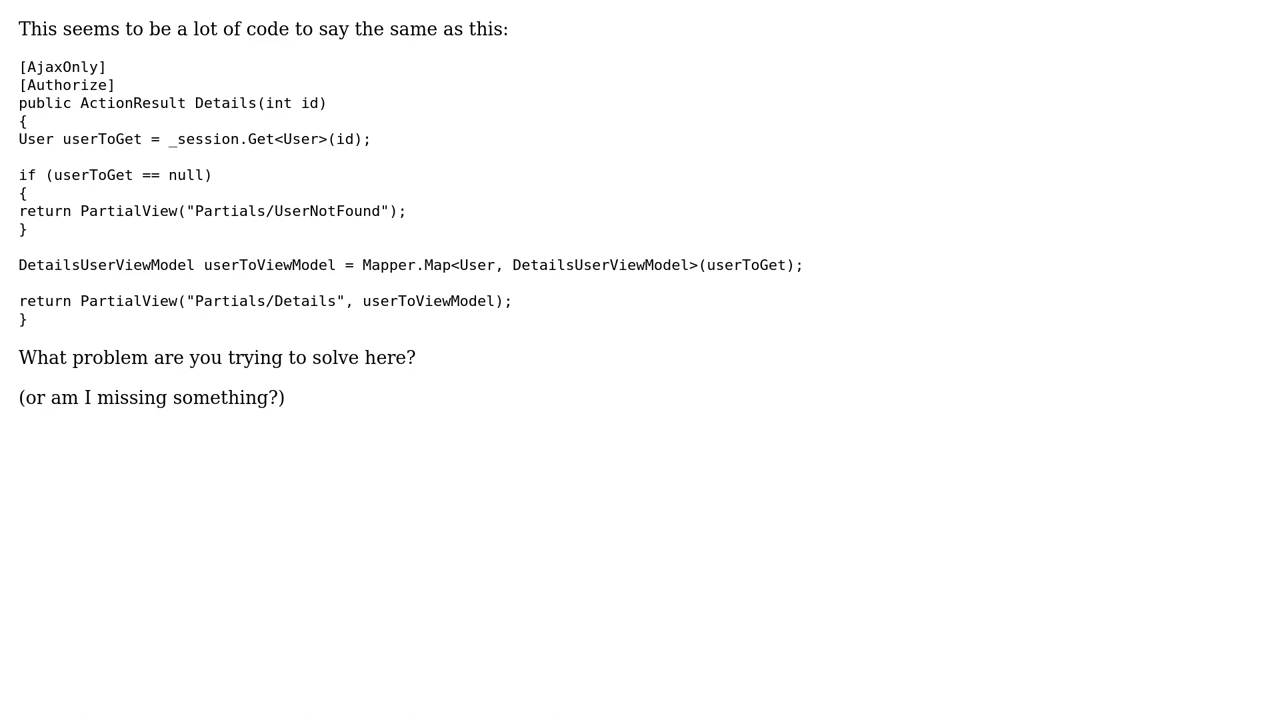 This seems to be a lot of code to say the same as this:
[AjaxOnly]
[Authorize]
public ActionResult Details(int id)
{
User userToGet = _session.Get<User>(id);
if (userToGet == null)
{
return PartialView("Partials/UserNotFound");
}
DetailsUserViewModel userToViewModel = Mapper.Map<User, DetailsUserViewModel>(userToGet);
return PartialView("Partials/Details", userToViewModel);
}
What problem are you trying to solve here?
(or am I missing something?)